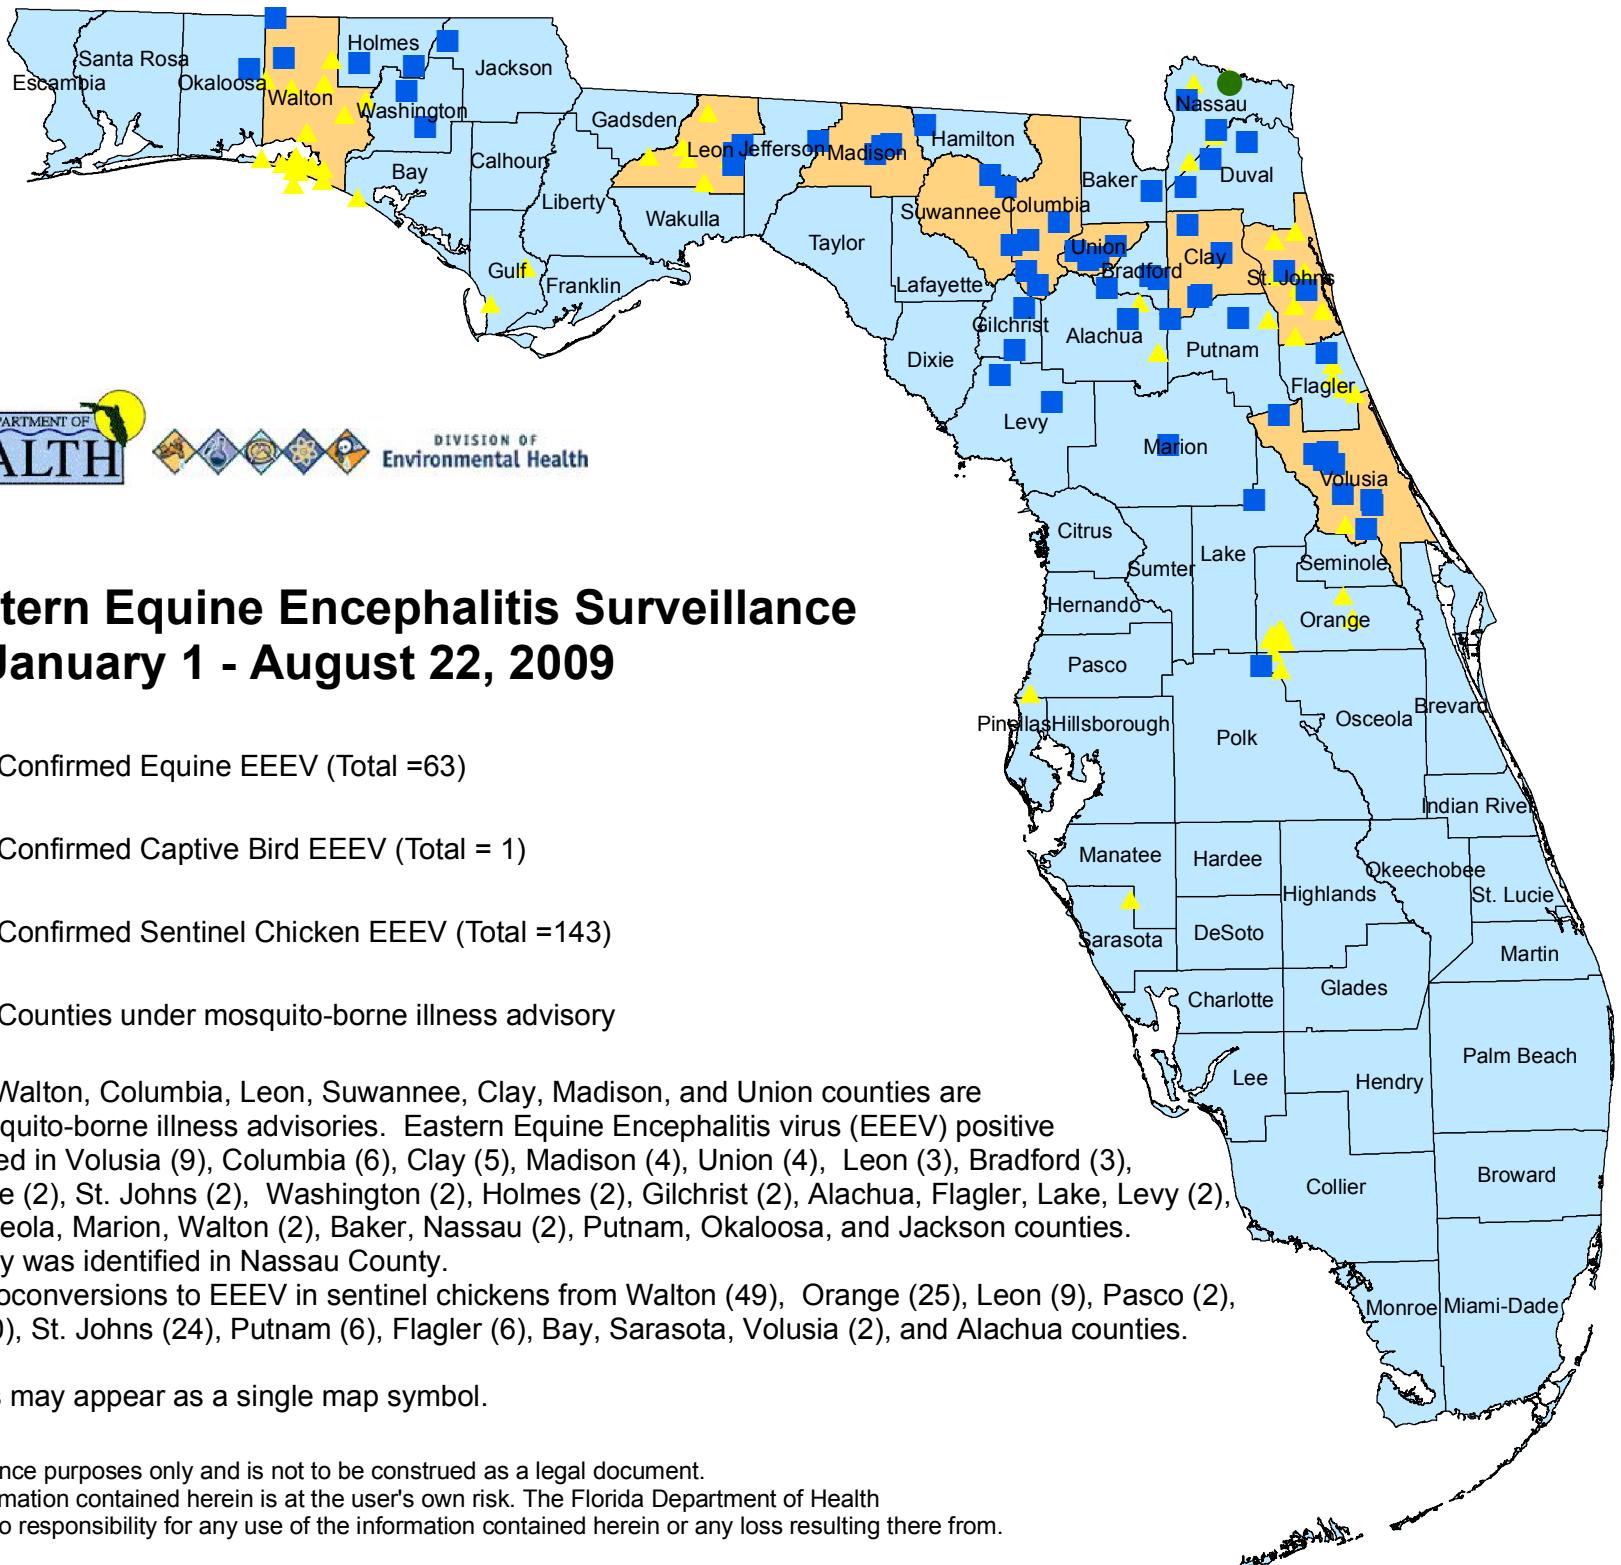 Holmes
Santa Rosa
Jackson
Escambia
Okaloosa
Walton
Washington
Nassau
Gadsden
Hamilton
Leon
Jefferson
Madison
Calhoun
Bay
Baker
Duval
Liberty
Suwannee
Columbia
Wakulla
Taylor
Union
Clay
Gulf
Bradford
St. Johns
Franklin
Lafayette
Gilchrist
Alachua
Putnam
Dixie
Flagler
PARTMENT OF
ALTH
DIVISION OF
Environmental Health
Levy
Marion
Volusia
Citrus
Lake
Seminole
Sumter
Hernando
Orange
tern Equine Encephalitis Surveillance
January 1 - August 22, 2009
Pasco
Brevard
Osceola
Pinellas
Hillsborough
Polk
Confirmed Equine EEEV (Total =63)
Indian River
Confirmed Captive Bird EEEV (Total = 1)
Manatee
Hardee
Okeechobee
Highlands
St. Lucie
Confirmed Sentinel Chicken EEEV (Total =143)
Sarasota
DeSoto
Martin
Glades
Charlotte
Counties under mosquito-borne illness advisory
Palm Beach
Lee
Hendry
Walton, Columbia, Leon, Suwannee, Clay, Madison, and Union counties are
quito-borne illness advisories. Eastern Equine Encephalitis virus (EEEV) positive
ed in Volusia (9), Columbia (6), Clay (5), Madison (4), Union (4), Leon (3), Bradford (3),
e (2), St. Johns (2), Washington (2), Holmes (2), Gilchrist (2), Alachua, Flagler, Lake, Levy (2),
eola, Marion, Walton (2), Baker, Nassau (2), Putnam, Okaloosa, and Jackson counties.
y was identified in Nassau County.
oconversions to EEEV in sentinel chickens from Walton (49), Orange (25), Leon (9), Pasco (2),
), St. Johns (24), Putnam (6), Flagler (6), Bay, Sarasota, Volusia (2), and Alachua counties.
Broward
Collier
Monroe
Miami-Dade
s may appear as a single map symbol.
nce purposes only and is not to be construed as a legal document.
mation contained herein is at the user's own risk. The Florida Department of Health
o responsibility for any use of the information contained herein or any loss resulting there from.